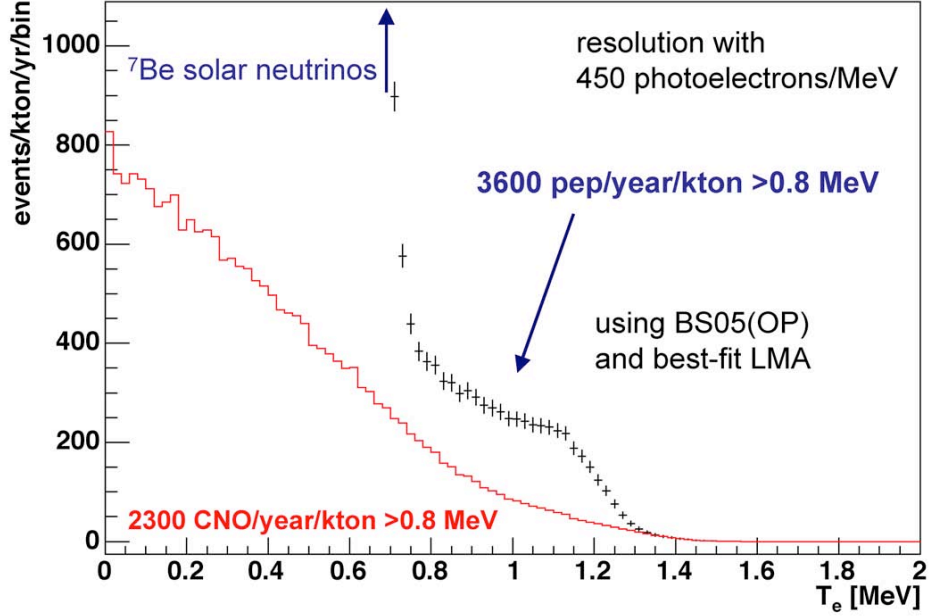 events/kton/yr/bin
1000
800
600
400
200
0
⁷Be solar neutrinos
resolution with
450 photoelectrons/MeV
3600 pep/year/kton >0.8 MeV
using BS05(OP)
and best-fit LMA
2300 CNO/year/kton >0.8 MeV
0 0.2 0.4 0.6 0.8 1 1.2 1.4 1.6 1.8 2
Tₑ [MeV]